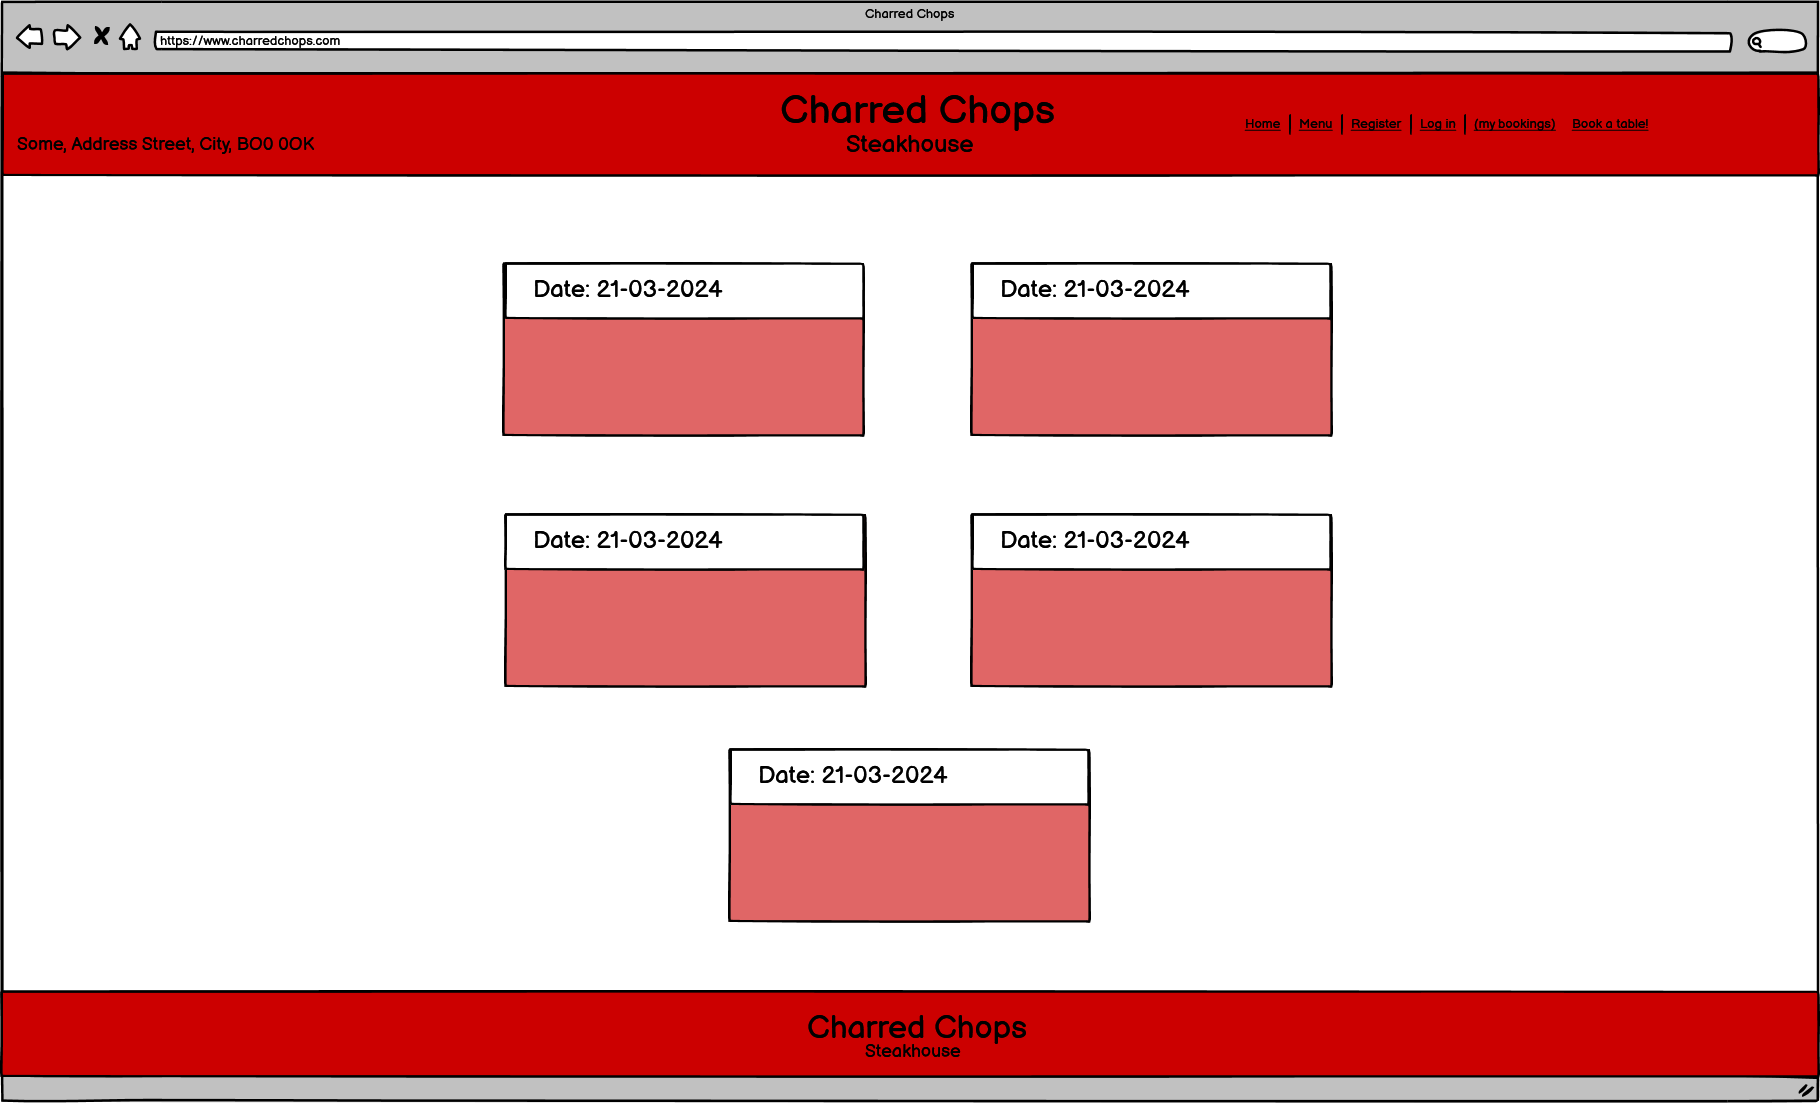 Charred Chops
https://www.charredchops.com
Charred Chops
Steakhouse
Some, Address Street, City, BO0 0OK
Home Menu Register Log in (my bookings) Book a table!
Date: 21-03-2024
Date: 21-03-2024
Date: 21-03-2024
Date: 21-03-2024
Date: 21-03-2024
Charred Chops
Steakhouse